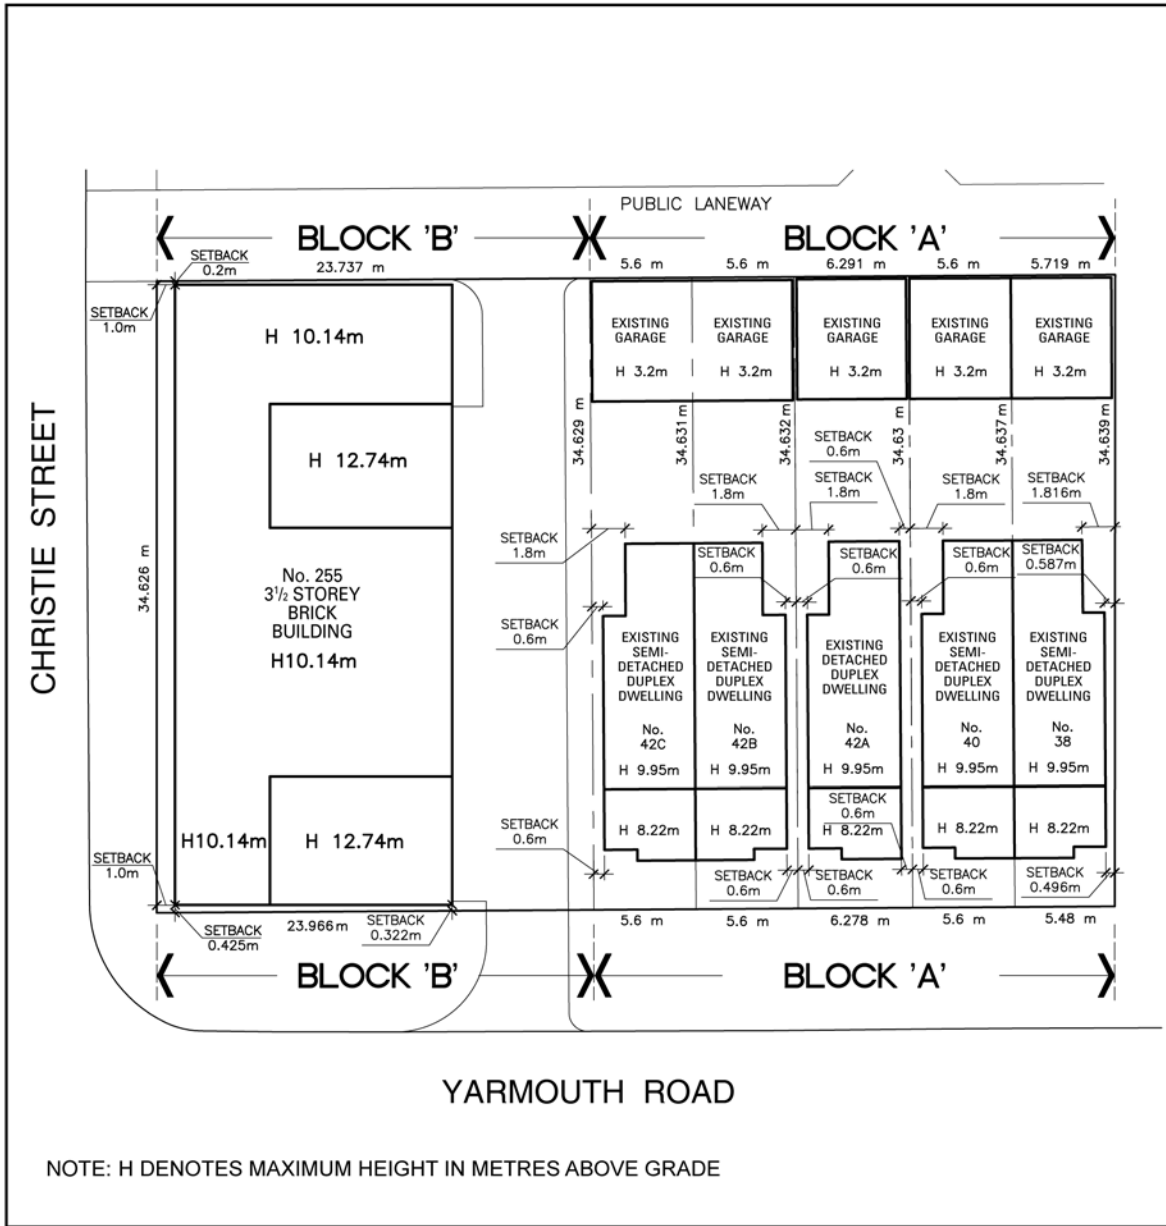 PUBLIC LANEWAY
BLOCK 'B'
BLOCK 'A'
SETBACK
0.2m
23.737 m
5.6 m
5.6 m
6.291 m
5.6 m
5.719 m
SETBACK
1.0m
H 10.14m
EXISTING
GARAGE
H 3.2m
EXISTING
GARAGE
H 3.2m
EXISTING
GARAGE
H 3.2m
EXISTING
GARAGE
H 3.2m
EXISTING
GARAGE
H 3.2m
34.629 m
34.631 m
34.632 m
34.63 m
34.637 m
34.639 m
H 12.74m
SETBACK
0.6m
SETBACK
1.8m
SETBACK
1.8m
SETBACK
1.8m
SETBACK
1.816m
SETBACK
1.8m
SETBACK
0.6m
SETBACK
0.6m
SETBACK
0.6m
SETBACK
0.587m
CHRISTIE STREET
34.626 m
No. 255
3½ STOREY
BRICK
BUILDING
H10.14m
SETBACK
0.6m
EXISTING
SEMI-
DETACHED
DUPLEX
DWELLING
No.
42C
H 9.95m
EXISTING
SEMI-
DETACHED
DUPLEX
DWELLING
No.
42B
H 9.95m
EXISTING
DETACHED
DUPLEX
DWELLING
No.
42A
H 9.95m
EXISTING
SEMI-
DETACHED
DUPLEX
DWELLING
No.
40
H 9.95m
EXISTING
SEMI-
DETACHED
DUPLEX
DWELLING
No.
38
H 9.95m
SETBACK
0.6m
SETBACK
0.6m
H 8.22m
H 8.22m
H 8.22m
H 8.22m
H 8.22m
H10.14m
H 12.74m
SETBACK
1.0m
SETBACK
0.6m
SETBACK
0.6m
SETBACK
0.6m
SETBACK
0.496m
SETBACK
0.425m
23.966m
SETBACK
0.322m
5.6 m
5.6 m
6.278 m
5.6 m
5.48 m
BLOCK 'B'
BLOCK 'A'
YARMOUTH ROAD
NOTE: H DENOTES MAXIMUM HEIGHT IN METRES ABOVE GRADE